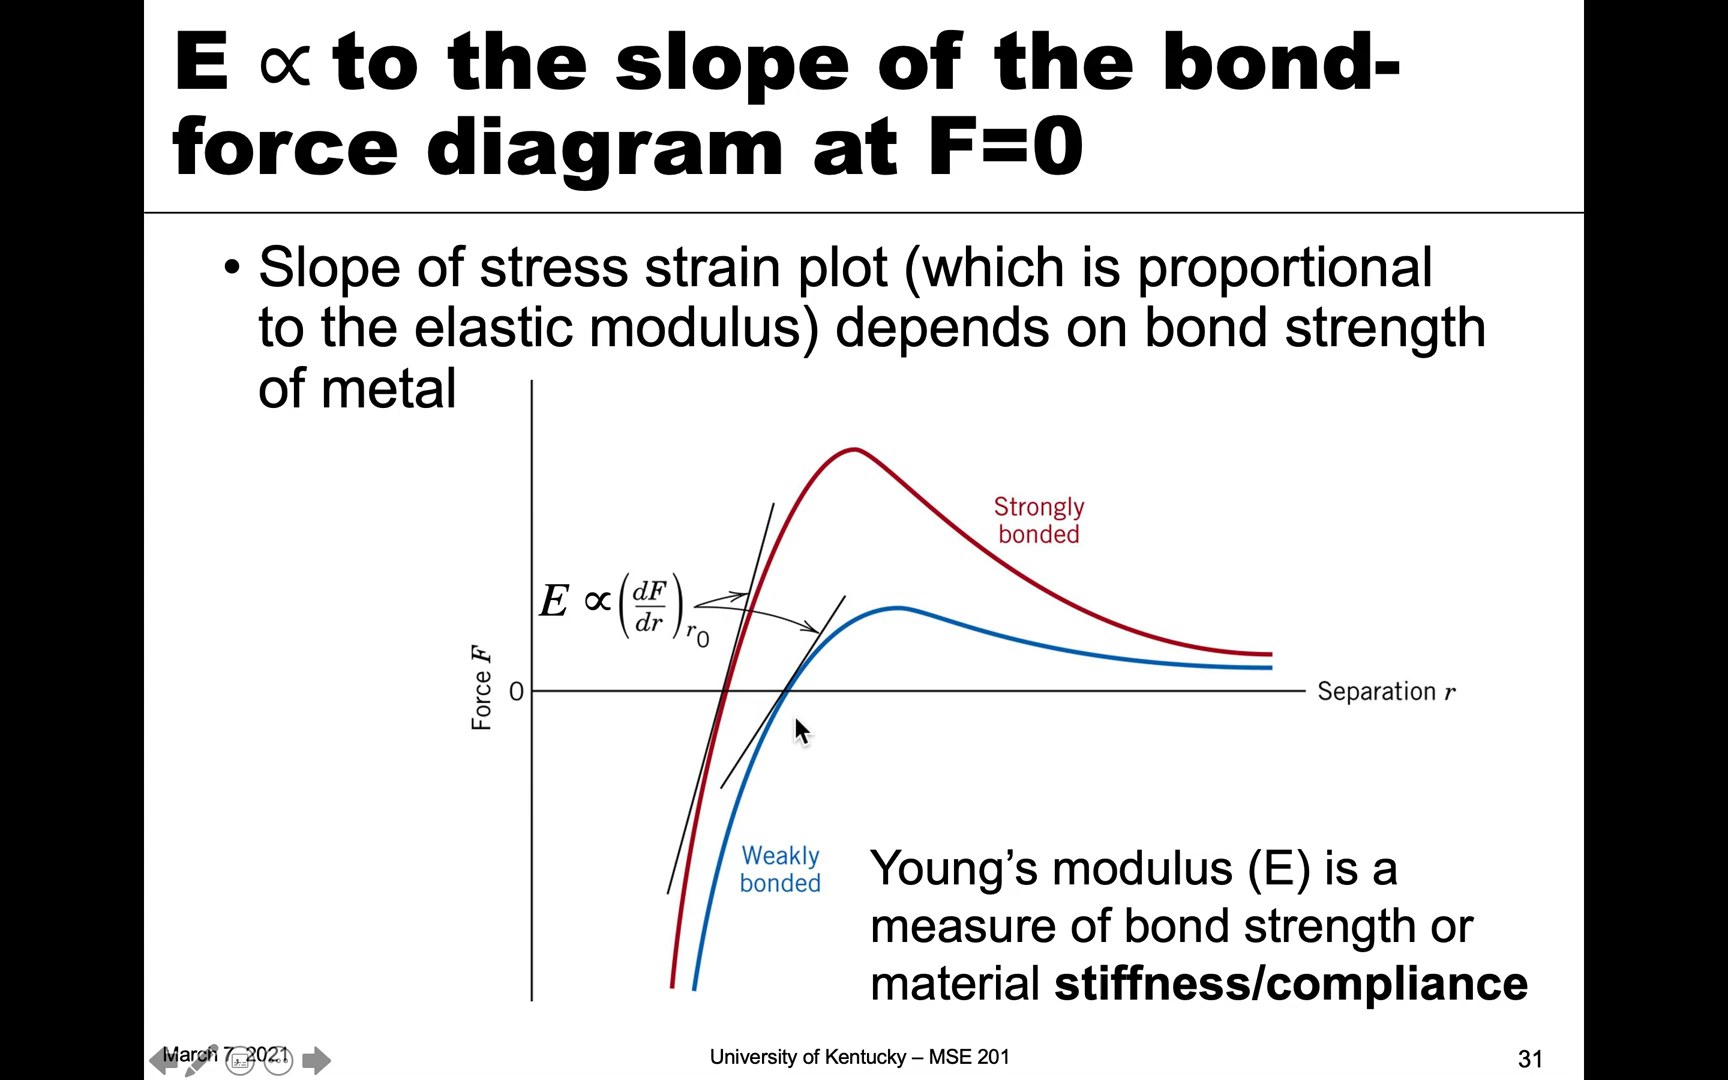 E ∝ to the slope of the bond-
force diagram at F=0
• Slope of stress strain plot (which is proportional
to the elastic modulus) depends on bond strength
of metal
Strongly
bonded
E ∝ (dF/dr)r0
Force F
0
Separation r
Weakly
bonded
Young’s modulus (E) is a
measure of bond strength or
material stiffness/compliance
March 7, 2021
University of Kentucky – MSE 201
31